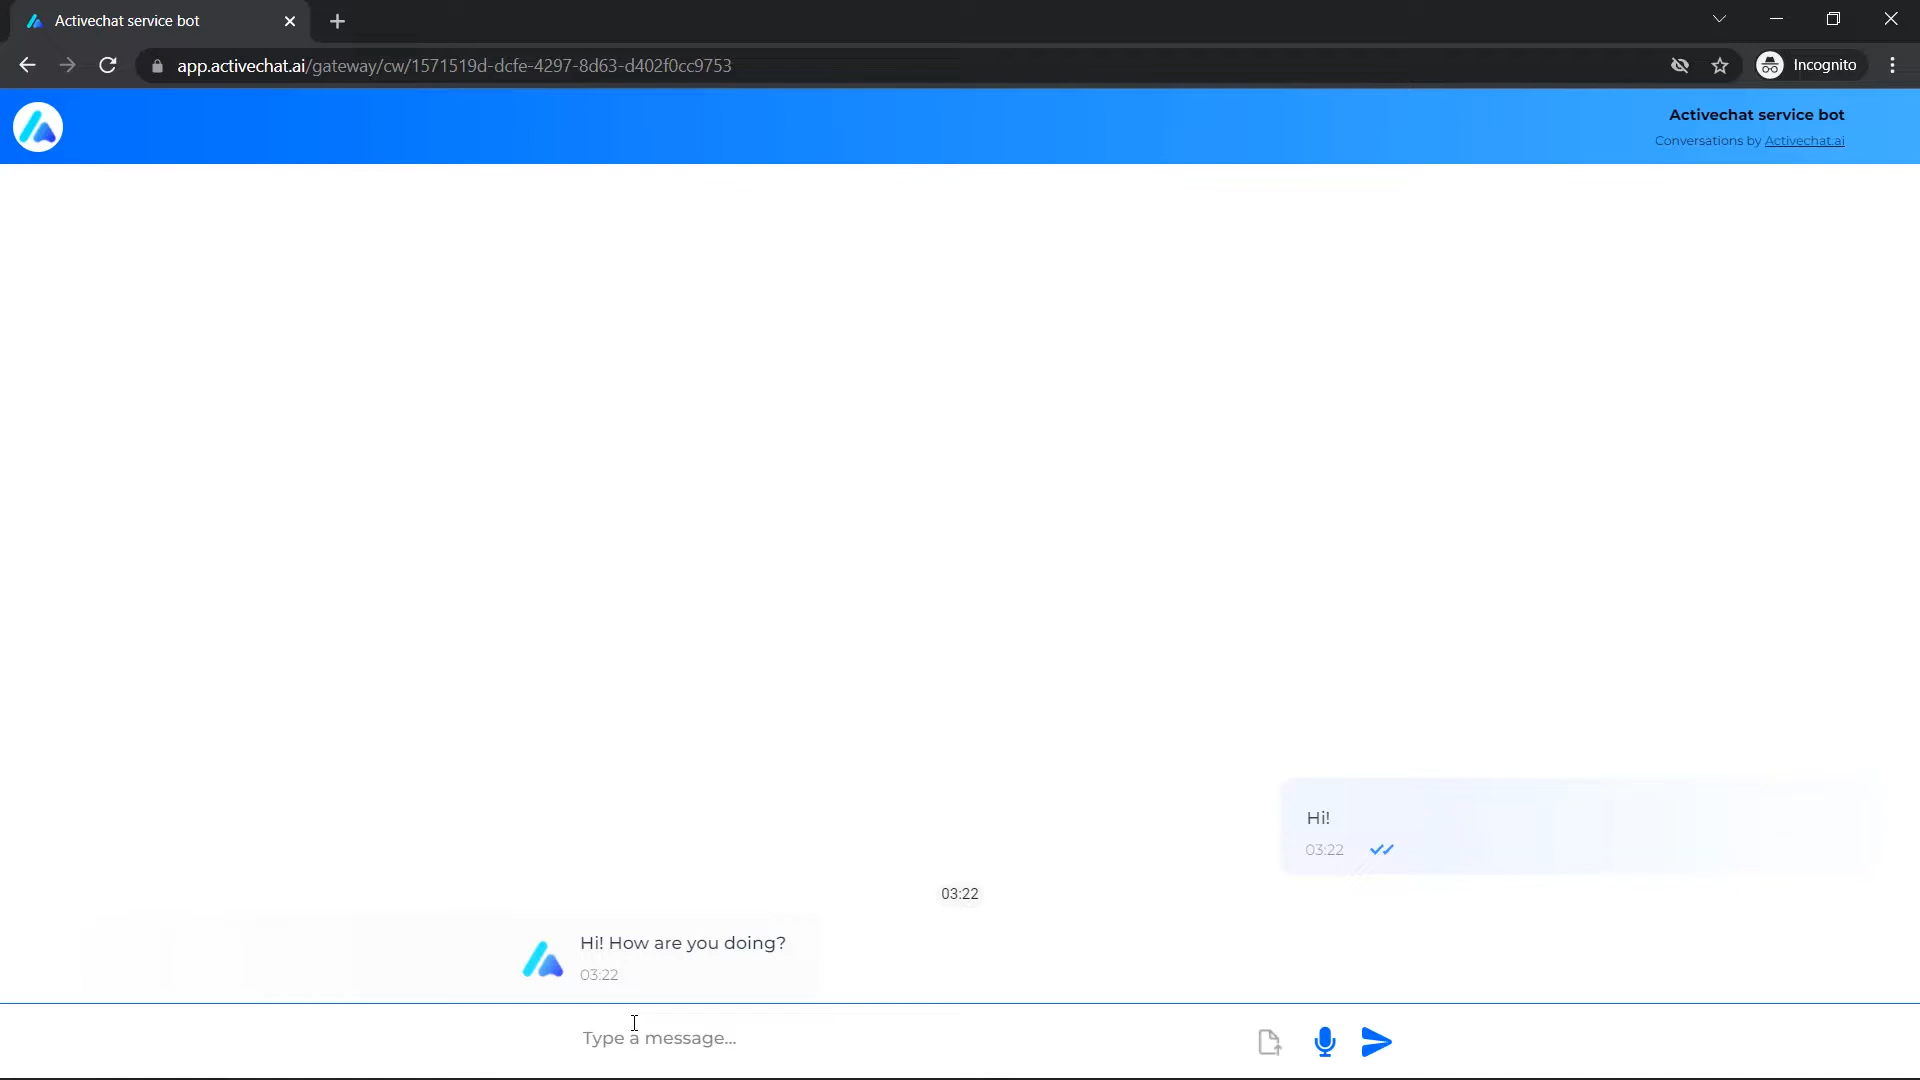 Activechat service bot
app.activechat.ai/gateway/cw/1571519d-dcfe-4297-8d63-d402f0cc9753
Incognito
Activechat service bot
Conversations by Activechat.ai
Hi!
03:22
03:22
Hi! How are you doing?
03:22
Type a message...